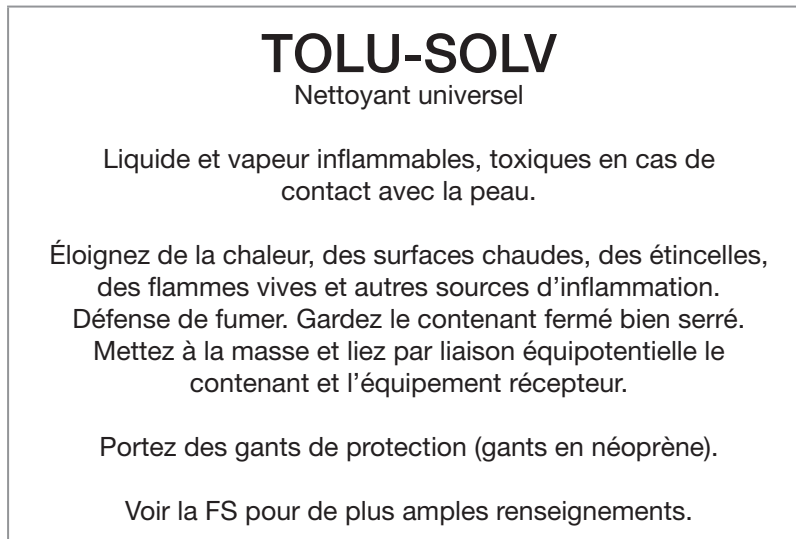 TOLU-SOLV
Nettoyant universel
Liquide et vapeur inflammables, toxiques en cas de
contact avec la peau.
Éloignez de la chaleur, des surfaces chaudes, des étincelles,
des flammes vives et autres sources d’inflammation.
Défense de fumer. Gardez le contenant fermé bien serré.
Mettez à la masse et liez par liaison équipotentielle le
contenant et l’équipement récepteur.
Portez des gants de protection (gants en néoprène).
Voir la FS pour de plus amples renseignements.